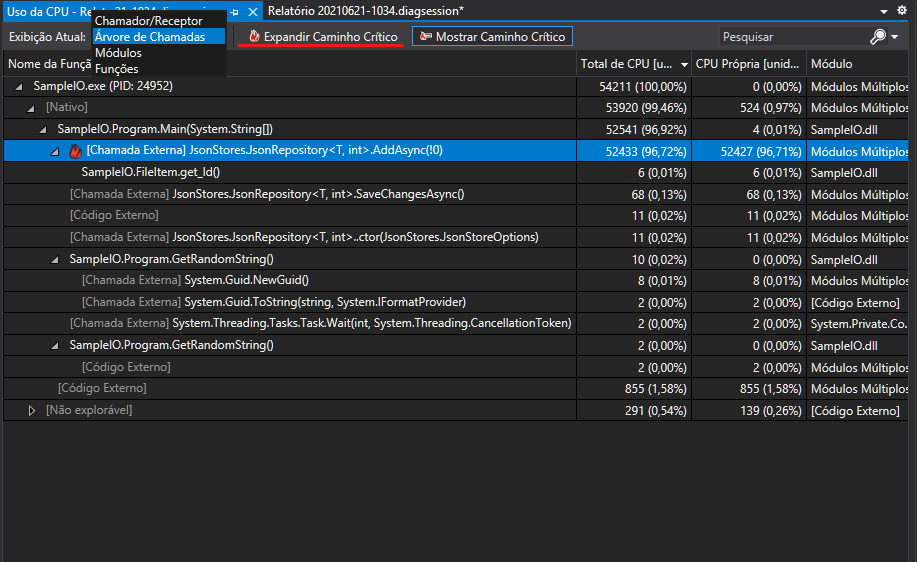 Uso da CPU - Rel
Relatório 20210621-1034.diagsession*
Exibição Atual:
Chamador/Receptor
Árvore de Chamadas
Módulos
Funções
Expandir Caminho Crítico
Mostrar Caminho Crítico
Pesquisar
Nome da Funçã Total de CPU [u... CPU Própria [unid... Módulo
SampleIO.exe (PID: 24952) 54211 (100,00%) 0 (0,00%) Módulos Múltiplos
[Nativo] 53920 (99,46%) 524 (0,97%) Módulos Múltiplos
SampleIO.Program.Main(System.String[]) 52541 (96,92%) 4 (0,01%) SampleIO.dll
[Chamada Externa] JsonStores.JsonRepository<T, int>.AddAsync(!0) 52433 (96,72%) 52427 (96,71%) Módulos Múltiplos
SampleIO.FileItem.get_Id() 6 (0,01%) 6 (0,01%) SampleIO.dll
[Chamada Externa] JsonStores.JsonRepository<T, int>.SaveChangesAsync() 68 (0,13%) 68 (0,13%) Módulos Múltiplos
[Código Externo] 11 (0,02%) 11 (0,02%) Módulos Múltiplos
[Chamada Externa] JsonStores.JsonRepository<T, int>..ctor(JsonStores.JsonStoreOptions) 11 (0,02%) 11 (0,02%) Módulos Múltiplos
SampleIO.Program.GetRandomString() 10 (0,02%) 0 (0,00%) SampleIO.dll
[Chamada Externa] System.Guid.NewGuid() 8 (0,01%) 8 (0,01%) Módulos Múltiplos
[Chamada Externa] System.Guid.ToString(string, System.IFormatProvider) 2 (0,00%) 2 (0,00%) [Código Externo]
[Chamada Externa] System.Threading.Tasks.Task.Wait(int, System.Threading.CancellationToken) 2 (0,00%) 2 (0,00%) System.Private.Co...
SampleIO.Program.GetRandomString() 2 (0,00%) 0 (0,00%) SampleIO.dll
[Código Externo] 2 (0,00%) 2 (0,00%) Módulos Múltiplos
[Código Externo] 855 (1,58%) 855 (1,58%) Módulos Múltiplos
[Não explorável] 291 (0,54%) 139 (0,26%) [Código Externo]